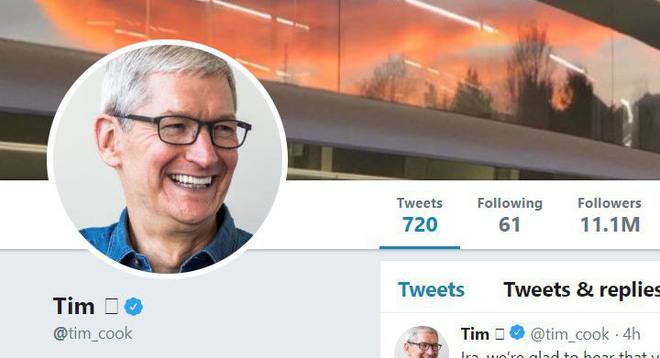 Tweets Following Followers
720 61 11.1M
Tim
@tim_cook
Tweets Tweets & replies
Tim @tim_cook · 4h
Ira, we're glad to hear that